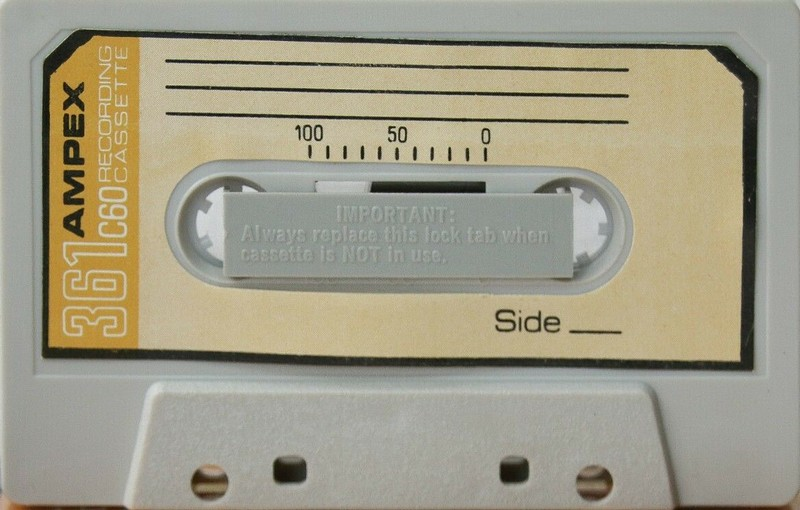 AMPEX
361 C60 RECORDING
CASSETTE
100 50 0
IMPORTANT:
Always replace this lock tab when
cassette is NOT in use.
Side